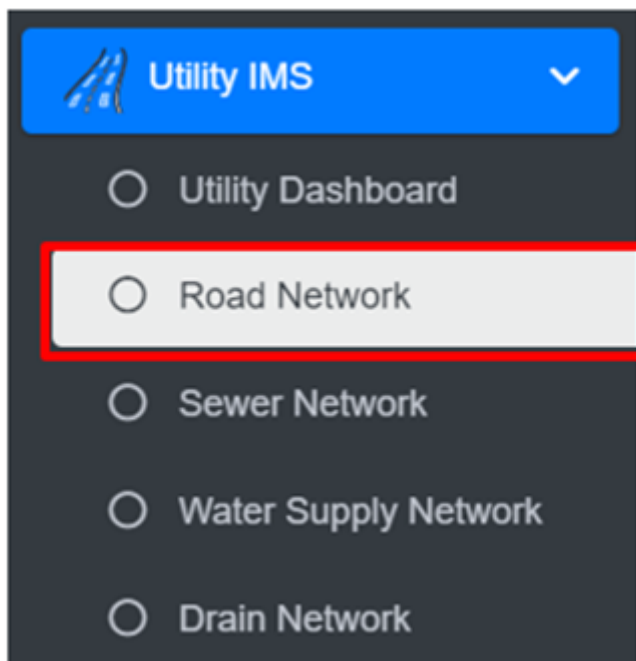 Utility IMS
Utility Dashboard
Road Network
Sewer Network
Water Supply Network
Drain Network